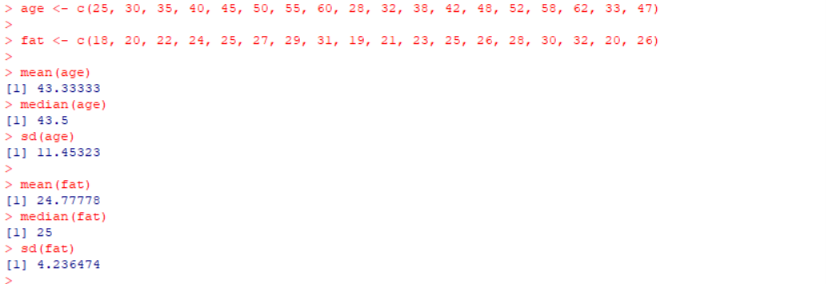 > age <- c(25, 30, 35, 40, 45, 50, 55, 60, 28, 32, 38, 42, 48, 52, 58, 62, 33, 47)
>
> fat <- c(18, 20, 22, 24, 25, 27, 29, 31, 19, 21, 23, 25, 26, 28, 30, 32, 20, 26)
>
> mean(age)
[1] 43.33333
> median(age)
[1] 43.5
> sd(age)
[1] 11.45323
>
> mean(fat)
[1] 24.77778
> median(fat)
[1] 25
> sd(fat)
[1] 4.236474
>